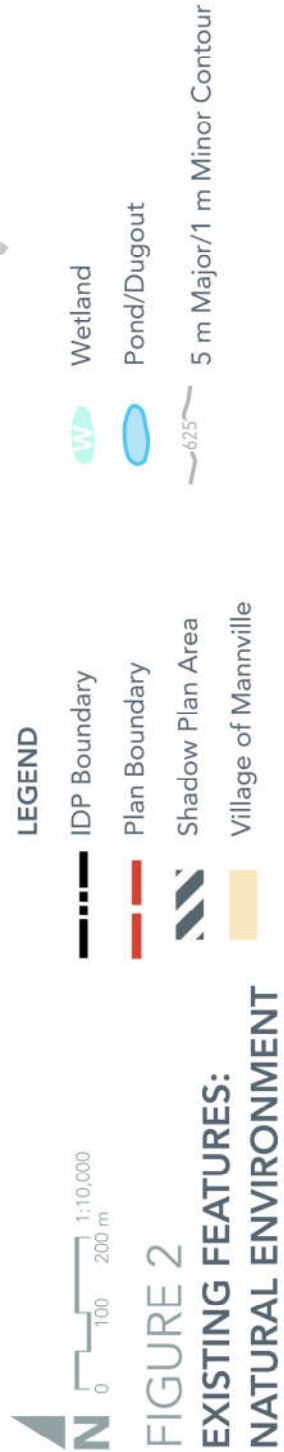 N
0 100 200 m
1:10,000
FIGURE 2
EXISTING FEATURES:
NATURAL ENVIRONMENT
LEGEND
IDP Boundary
Plan Boundary
Shadow Plan Area
Village of Mannville
W Wetland
Pond/Dugout
625 5 m Major/1 m Minor Contour